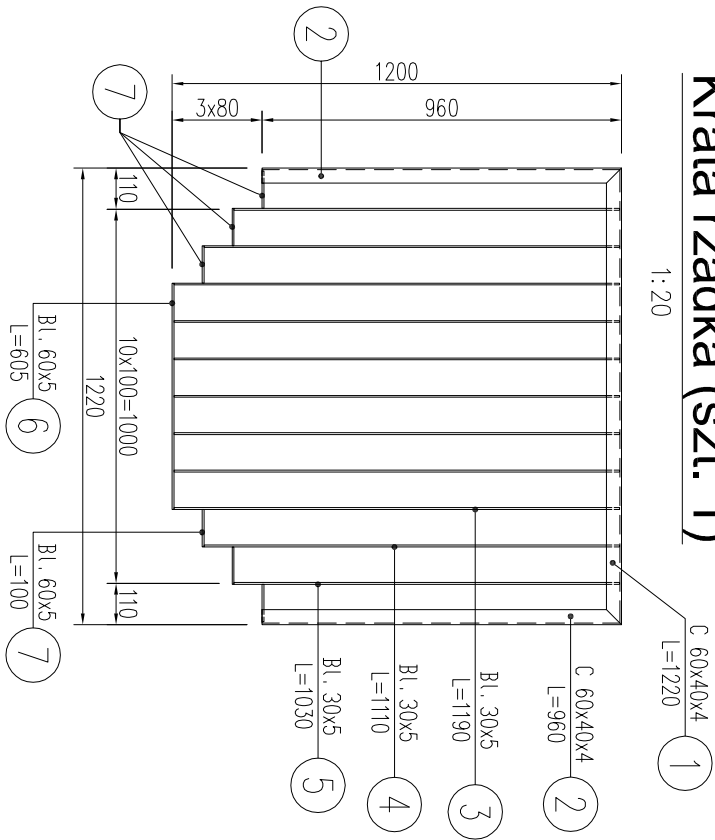 Krata rzadka (szt. 1)
1:20
C 60x40x4
L=1220
1
C 60x40x4
L=960
2
Bl. 30x5
L=1190
3
Bl. 30x5
L=1110
4
Bl. 30x5
L=1030
5
Bl. 60x5
L=605
6
Bl. 60x5
L=100
7
2
7
1200
960
3x80
110
10x100=1000
110
1220